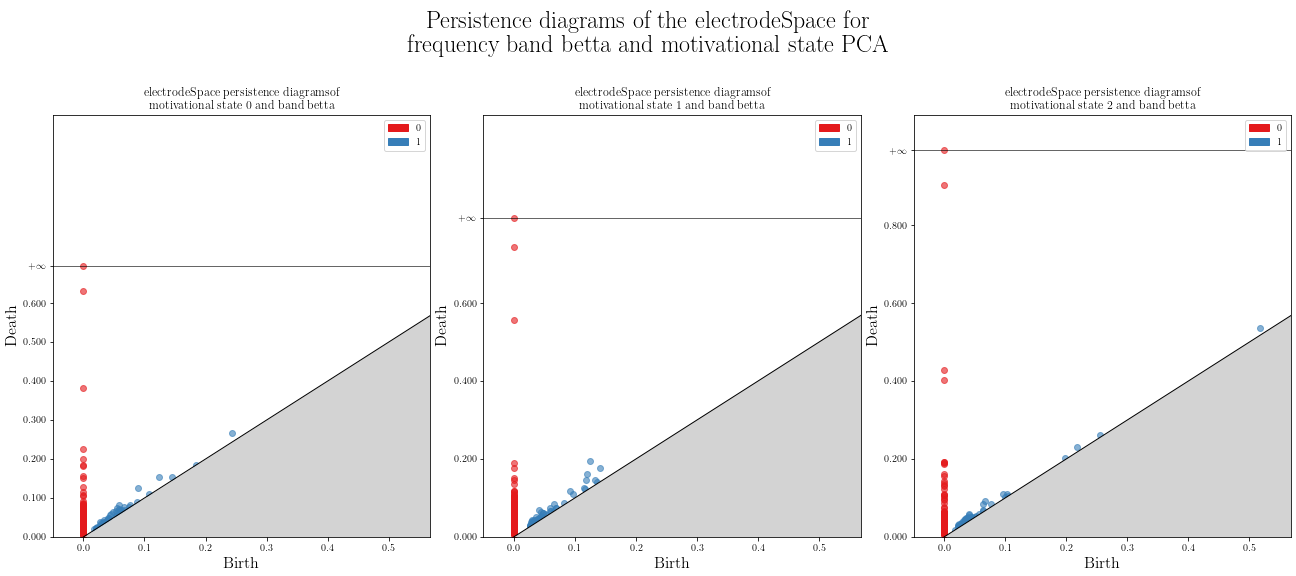 Persistence diagrams of the electrodeSpace for
frequency band betta and motivational state PCA
electrodeSpace persistence diagramsof
motivational state 0 and band betta
0
1
+∞
0.600
0.500
0.400
0.300
0.200
0.100
0.000
Death
0.0 0.1 0.2 0.3 0.4 0.5
Birth
electrodeSpace persistence diagramsof
motivational state 1 and band betta
0
1
+∞
0.600
0.400
0.200
0.000
Death
0.0 0.1 0.2 0.3 0.4 0.5
Birth
electrodeSpace persistence diagramsof
motivational state 2 and band betta
0
1
+∞
0.800
0.600
0.400
0.200
0.000
Death
0.0 0.1 0.2 0.3 0.4 0.5
Birth